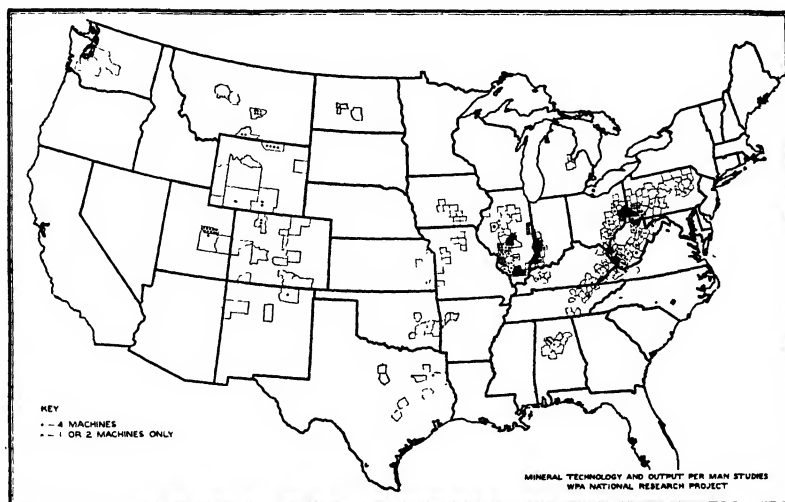 KEY
• – 4 MACHINES
× – 1 OR 2 MACHINES ONLY
MINERAL TECHNOLOGY AND OUTPUT PER MAN STUDIES
WPA NATIONAL RESEARCH PROJECT